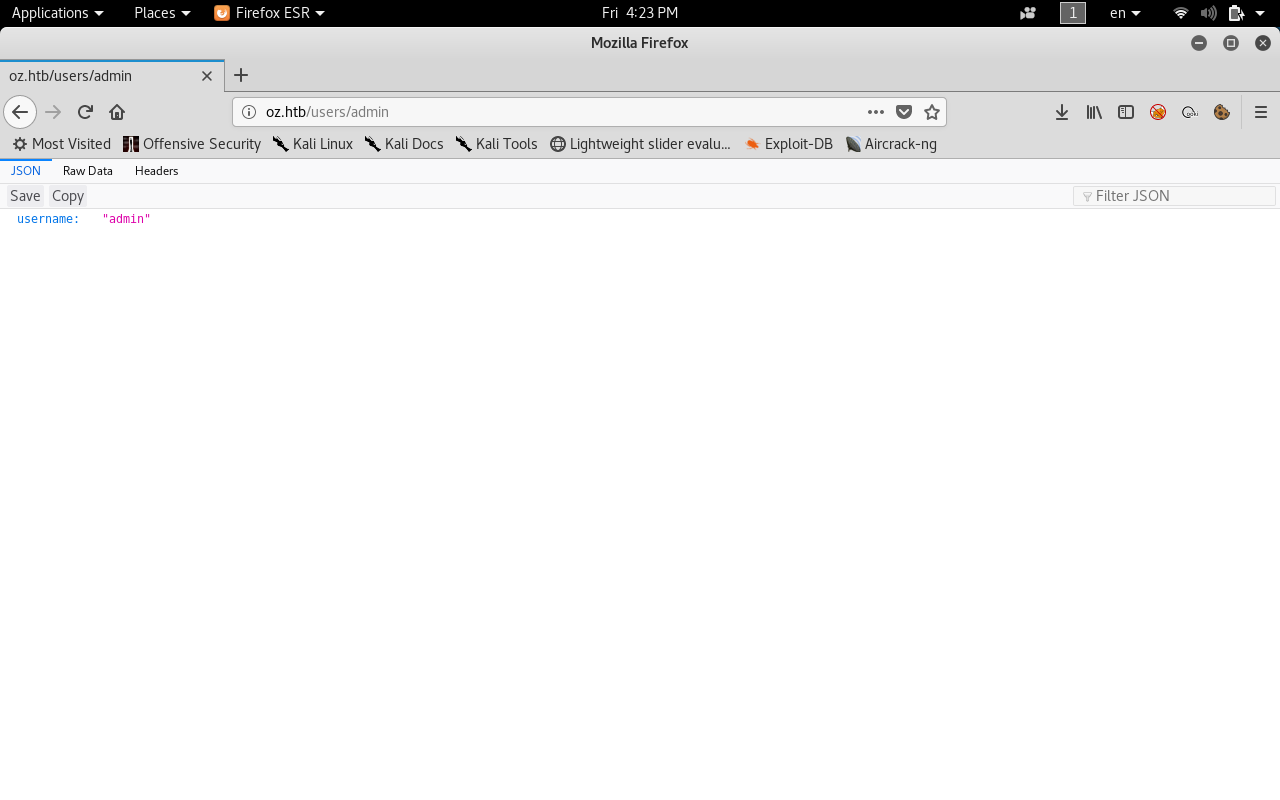 Applications Places Firefox ESR Fri 4:23 PM 1 en
Mozilla Firefox
oz.htb/users/admin
oz.htb/users/admin
Most Visited Offensive Security Kali Linux Kali Docs Kali Tools Lightweight slider evalu... Exploit-DB Aircrack-ng
JSON Raw Data Headers
Save Copy Filter JSON
username: "admin"